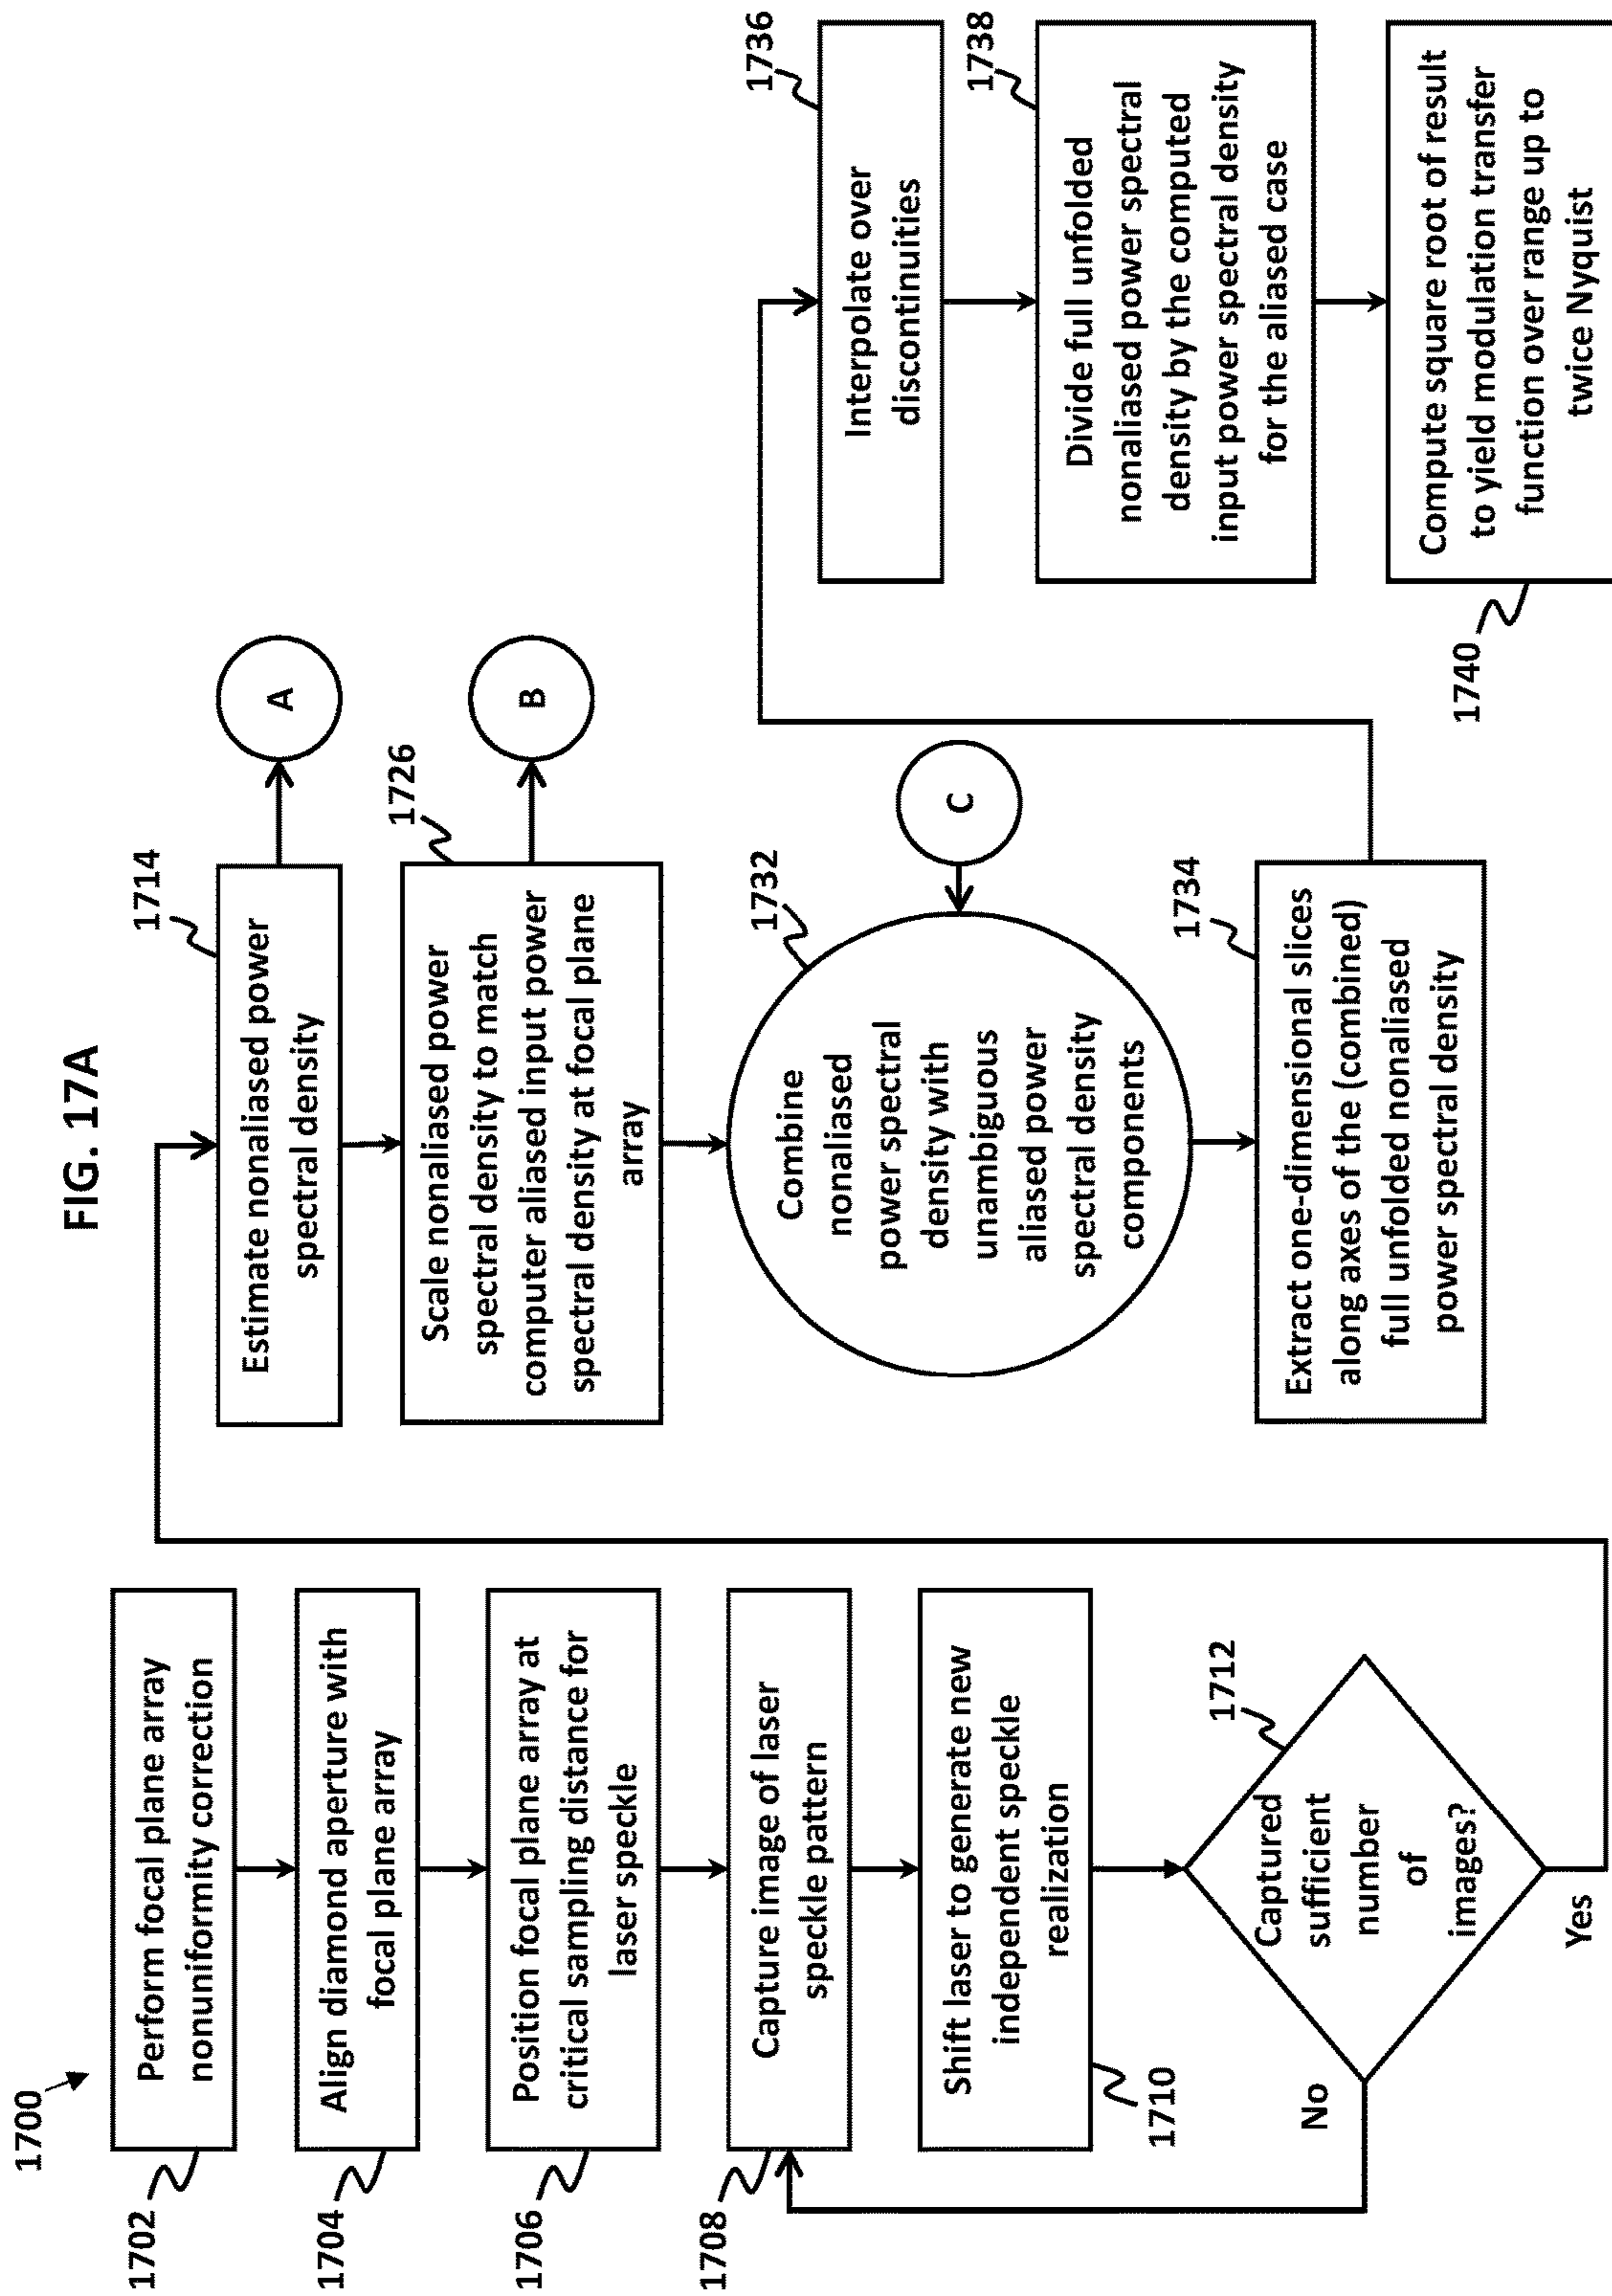 FIG. 17A
1700
1702
Perform focal plane array
nonuniformity correction
1704
Align diamond aperture with
focal plane array
1706
Position focal plane array at
critical sampling distance for
laser speckle
1708
Capture image of laser
speckle pattern
Shift laser to generate new
independent speckle
realization
1710
1712
Captured
sufficient
number
of
images?
No
Yes
1714
Estimate nonaliased power
spectral density
A
1726
Scale nonaliased power
spectral density to match
computer aliased input power
spectral density at focal plane
array
B
1732
Combine
nonaliased
power spectral
density with
unambiguous
aliased power
spectral density
components
C
1734
Extract one-dimensional slices
along axes of the (combined)
full unfolded nonaliased
power spectral density
1736
Interpolate over
discontinuities
1738
Divide full unfolded
nonaliased power spectral
density by the computed
input power spectral density
for the aliased case
1740
Compute square root of result
to yield modulation transfer
function over range up to
twice Nyquist